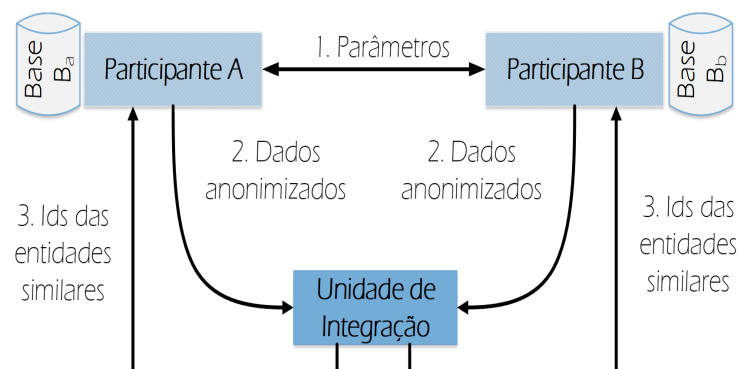 Base
Bₐ
Participante A
1. Parâmetros
Participante B
Base
B_b
2. Dados
anonimizados
2. Dados
anonimizados
3. Ids das
entidades
similares
3. Ids das
entidades
similares
Unidade de
Integração